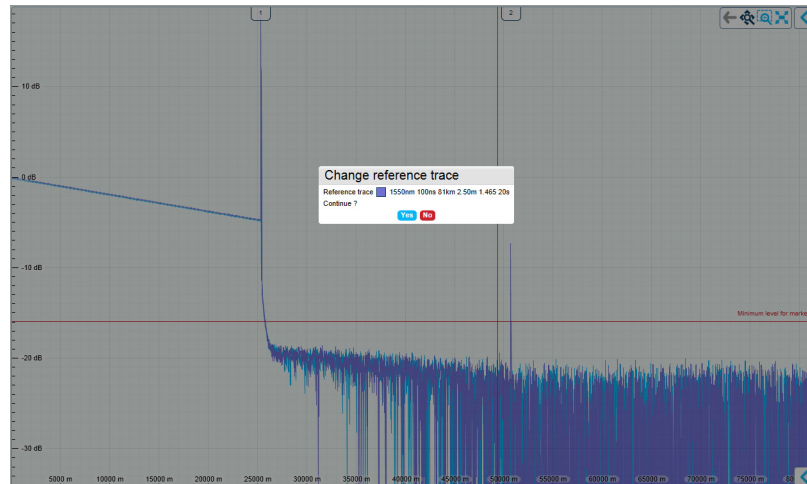 1
2
10 dB
0 dB
-10 dB
-20 dB
-30 dB
Change reference trace
Reference trace 1550nm 100ns 81km 2.50m 1.465 20s
Continue ?
Yes No
Minimum level for marke
5000 m 10000 m 15000 m 20000 m 25000 m 30000 m 35000 m 40000 m 45000 m 50000 m 55000 m 60000 m 65000 m 70000 m 75000 m